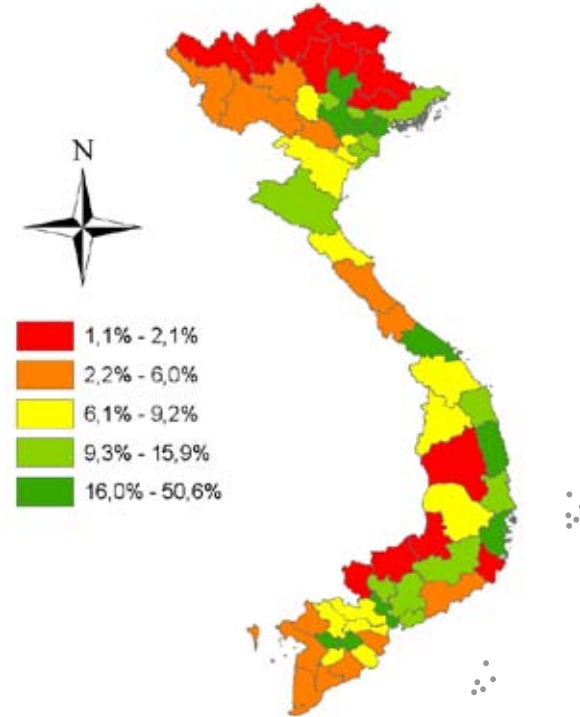 N
1,1% - 2,1%
2,2% - 6,0%
6,1% - 9,2%
9,3% - 15,9%
16,0% - 50,6%